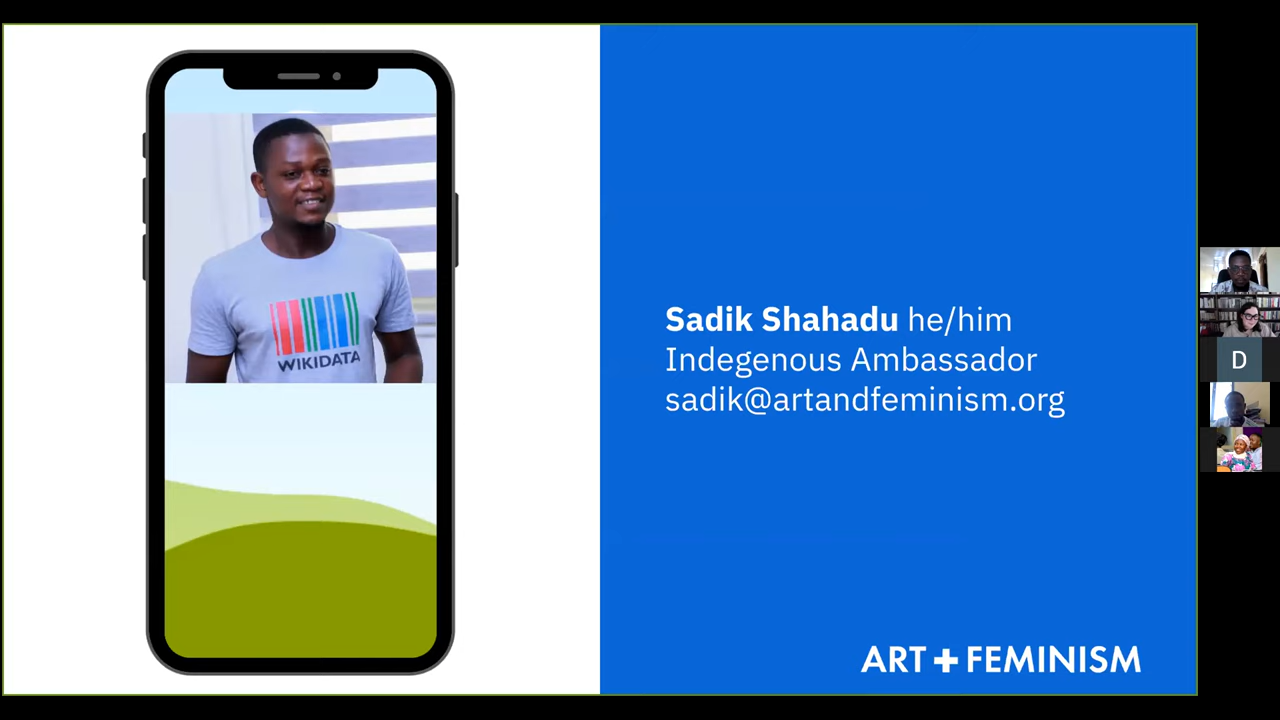 WIKIDATA
Sadik Shahadu he/him
Indegenous Ambassador
sadik@artandfeminism.org
ART+FEMINISM
D